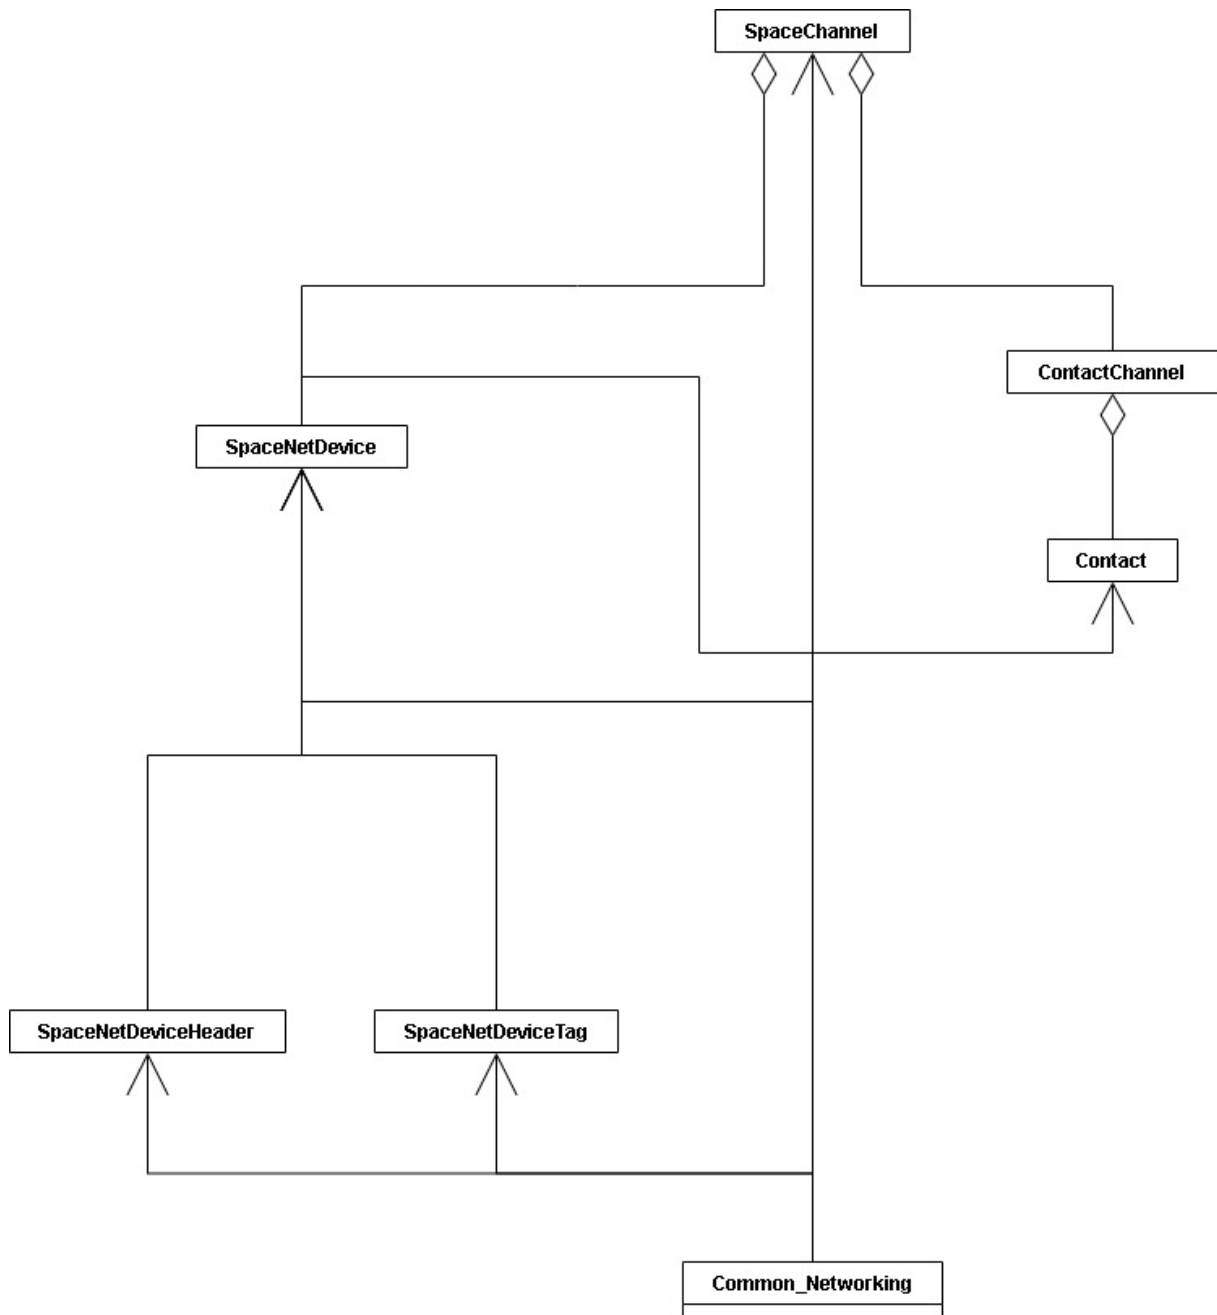 SpaceChannel
ContactChannel
SpaceNetDevice
Contact
SpaceNetDeviceHeader
SpaceNetDeviceTag
Common_Networking